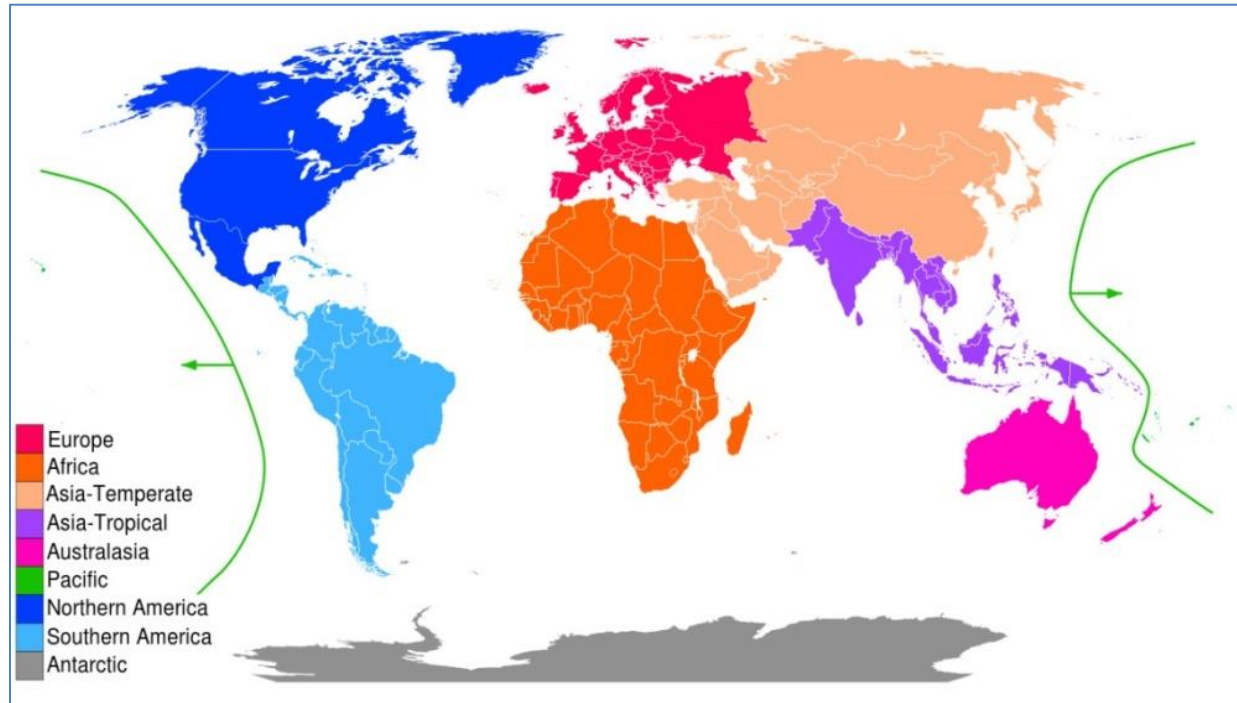 Europe
Africa
Asia-Temperate
Asia-Tropical
Australasia
Pacific
Northern America
Southern America
Antarctic